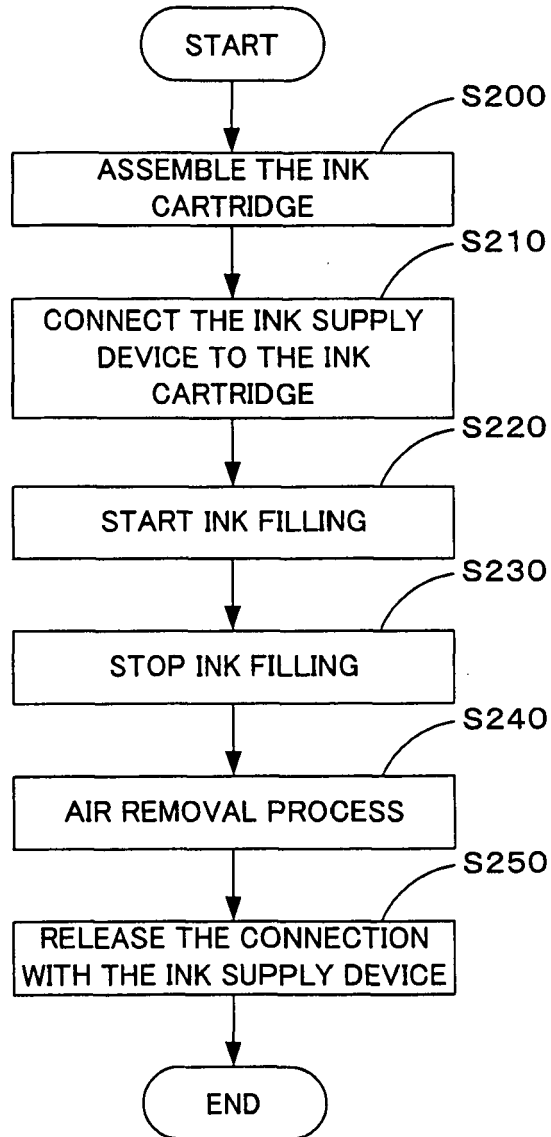 START
S200
ASSEMBLE THE INK
CARTRIDGE
S210
CONNECT THE INK SUPPLY
DEVICE TO THE INK
CARTRIDGE
S220
START INK FILLING
S230
STOP INK FILLING
S240
AIR REMOVAL PROCESS
S250
RELEASE THE CONNECTION
WITH THE INK SUPPLY DEVICE
END